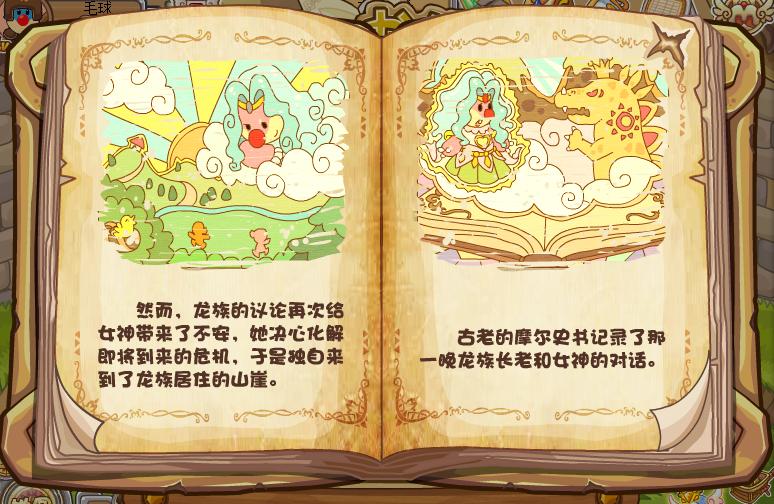 毛球
然而，龙族的议论再次给
女神带来了不安，她决心化解
即将到来的危机，于是独自来
到了龙族居住的山崖。
古老的摩尔史书记录了那
一晚龙族长老和女神的对话。